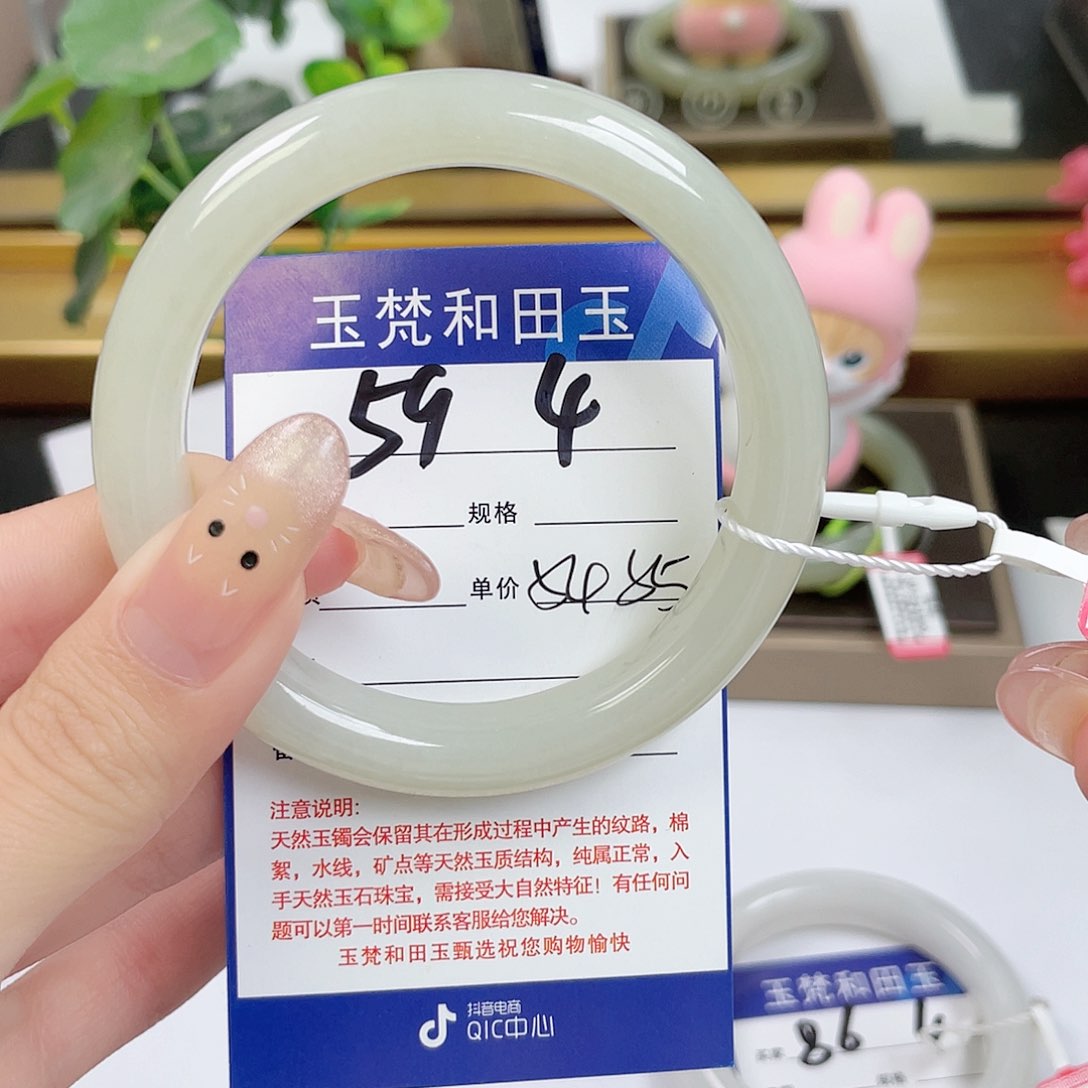 玉梵和田玉
59 4
规格
单价
注意说明:
天然玉镯会保留其在形成过程中产生的纹路，棉
絮，水线，矿点等天然玉质结构，纯属正常，入
手天然玉石珠宝，需接受大自然特征！有任何问
题可以第一时间联系客服给您解决。
玉梵和田玉甄选祝您购物愉快
抖音电商
QIC中心
玉梵和田玉
86